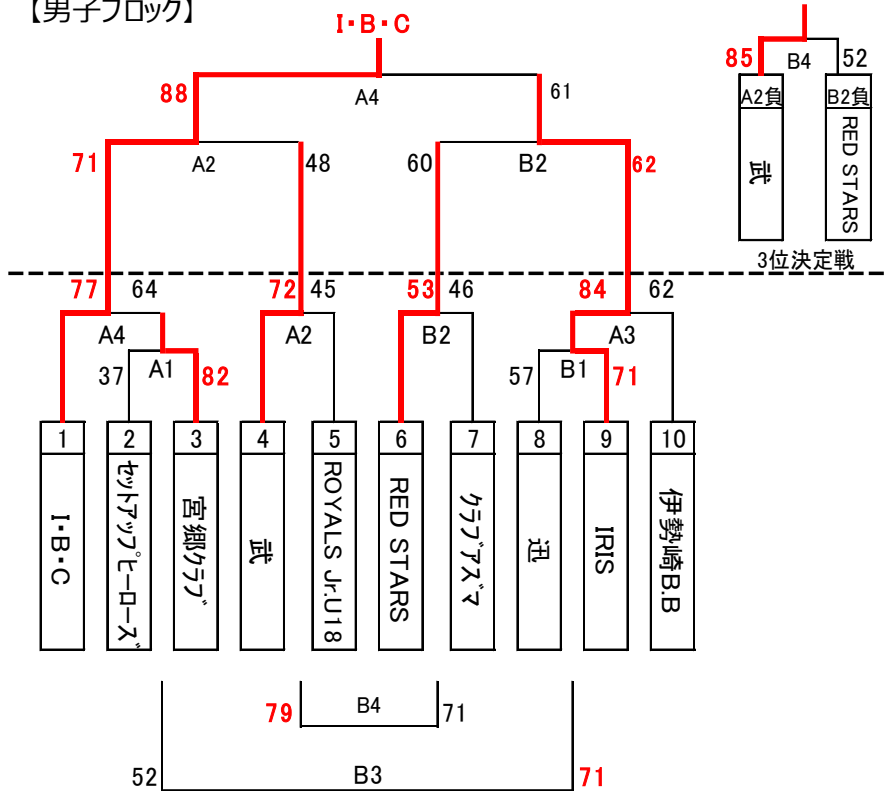 【男子ブロック】
I・B・C
88 A4 61
85 B4 52
A2負 B2負
武 RED STARS
3位決定戦
71 A2 48 60 B2 62
77 64 72 45 53 46 84 62
A4 A2 B2 A3
37 A1 82 57 B1 71
1 2 3 4 5 6 7 8 9 10
I・B・C
セットアップヒーローズ
宮郷クラブ
武
ROYALS Jr.U18
RED STARS
クラブアズマ
迅
IRIS
伊勢崎B.B
79 B4 71
52 B3 71